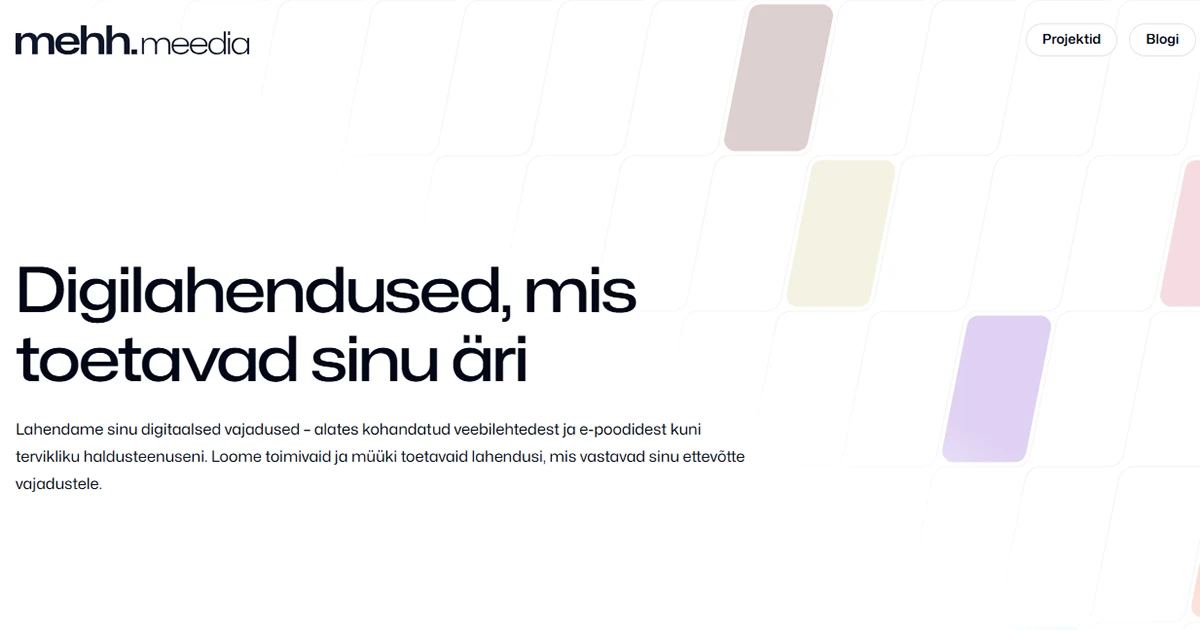 mehh.meedia
Projektid
Blogi
Digilahendused, mis
toetavad sinu äri
Lahendame sinu digitaalsed vajadused – alates kohandatud veebilehtedest ja e-poodidest kuni
tervikliku haldusteenuseni. Loome toimivaid ja müüki toetavaid lahendusi, mis vastavad sinu ettevõtte
vajadustele.